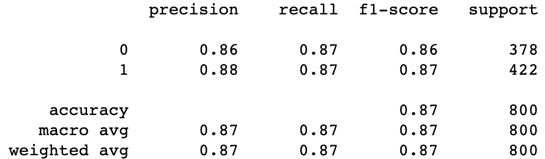 precision recall f1-score support
0 0.86 0.87 0.86 378
1 0.88 0.87 0.87 422
accuracy 0.87 800
macro avg 0.87 0.87 0.87 800
weighted avg 0.87 0.87 0.87 800